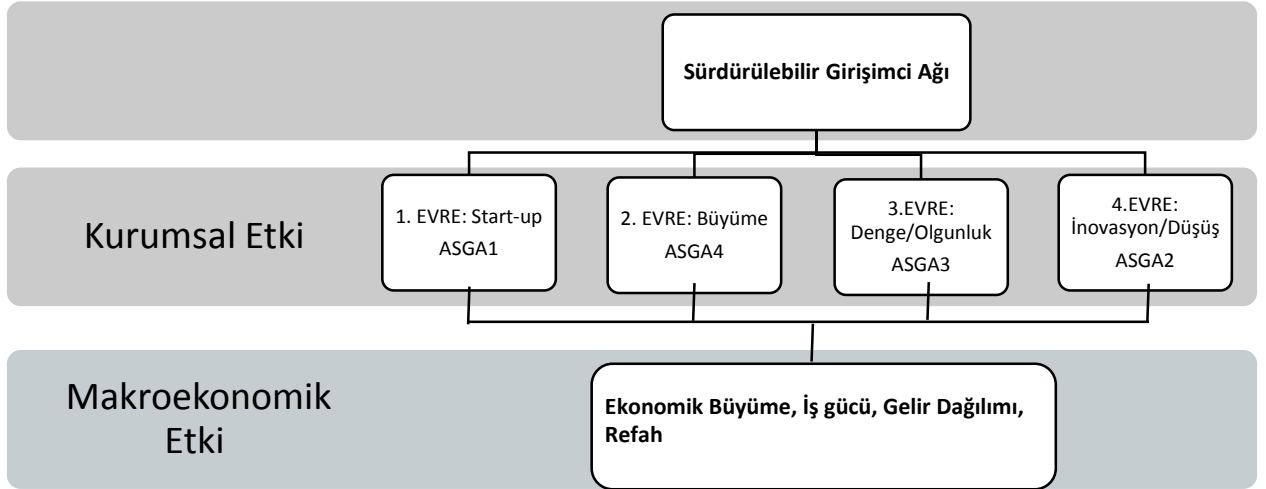 Sürdürülebilir Girişimci Ağı
Kurumsal Etki
1. EVRE: Start-up
ASGA1
2. EVRE: Büyüme
ASGA4
3.EVRE:
Denge/Olgunluk
ASGA3
4.EVRE:
İnovasyon/Düşüş
ASGA2
Makroekonomik
Etki
Ekonomik Büyüme, İş gücü, Gelir Dağılımı,
Refah